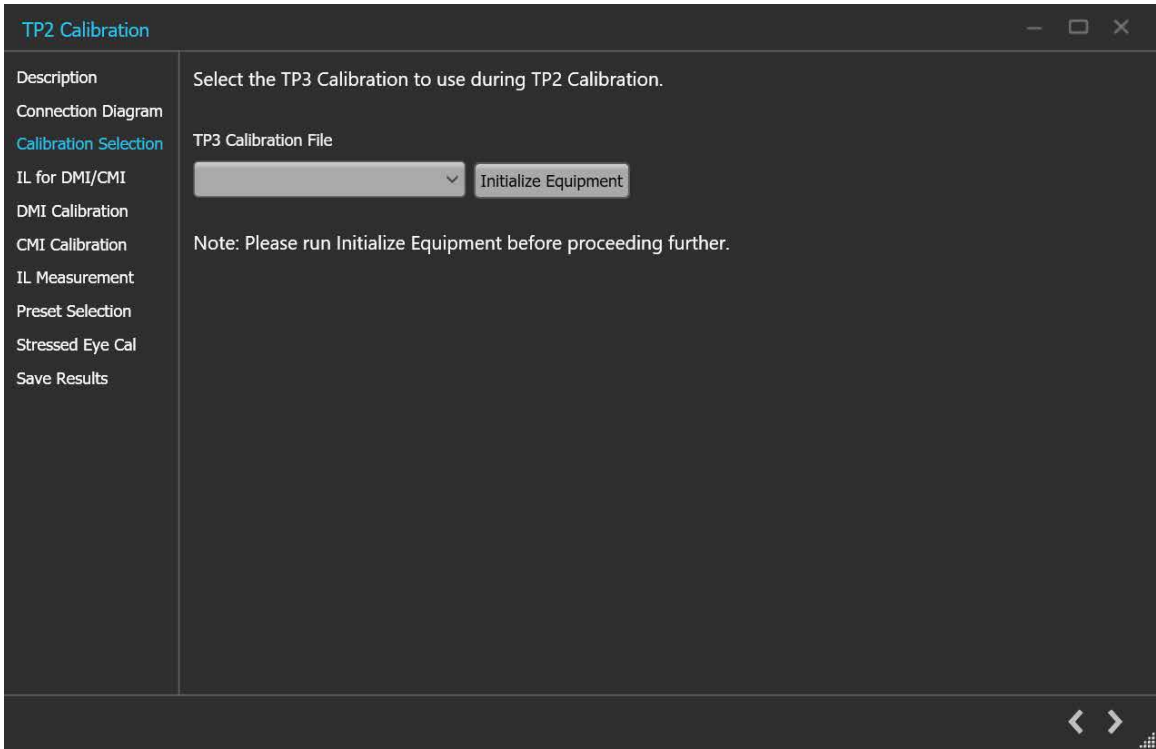 TP2 Calibration
Description
Connection Diagram
Calibration Selection
IL for DMI/CMI
DMI Calibration
CMI Calibration
IL Measurement
Preset Selection
Stressed Eye Cal
Save Results
Select the TP3 Calibration to use during TP2 Calibration.
TP3 Calibration File
Initialize Equipment
Note: Please run Initialize Equipment before proceeding further.